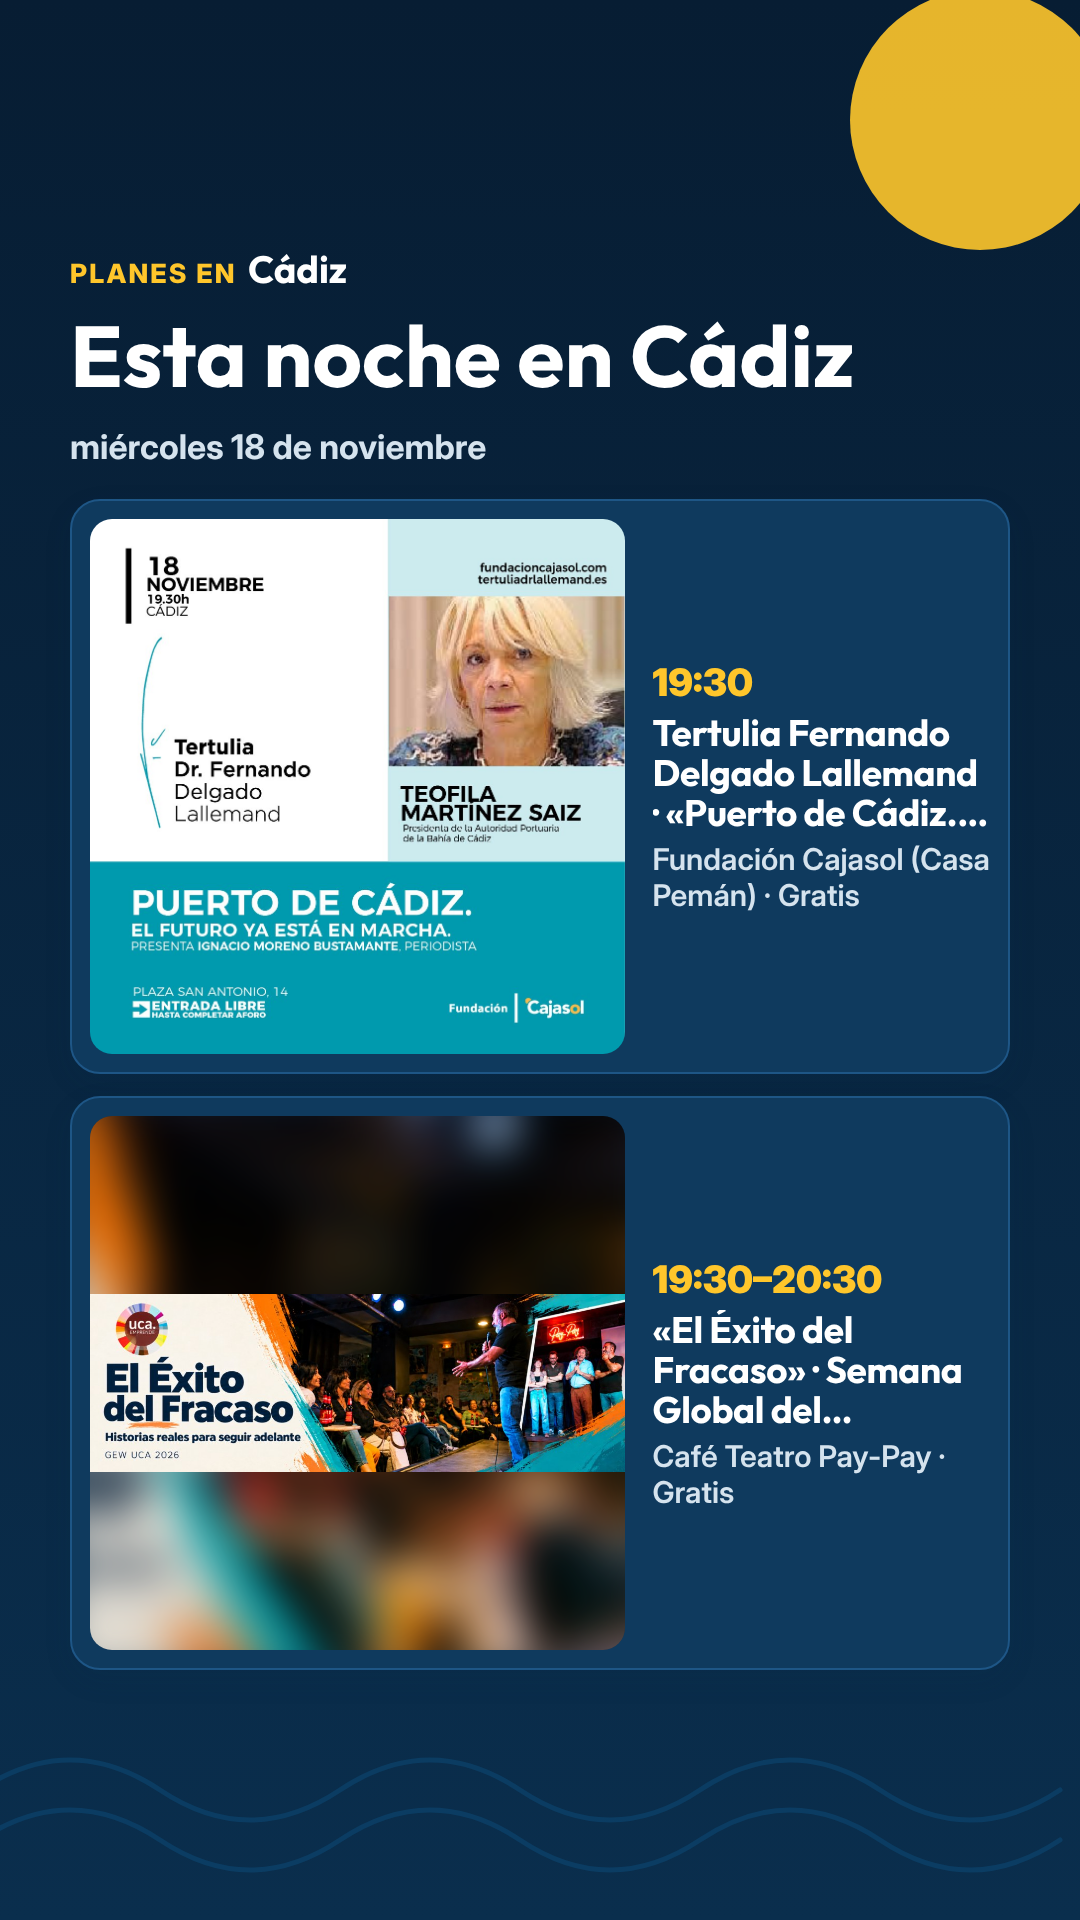 PLANES EN Cádiz
Esta noche en Cádiz
miércoles 18 de noviembre
18
NOVIEMBRE
19.30h
CÁDIZ
fundacioncajasol.com
tertuliadrlallemand.es
Tertulia
Dr. Fernando
Delgado
Lallemand
TEOFILA
MARTÍNEZ SAIZ
Presidenta de la Autoridad Portuaria
de la Bahía de Cádiz
PUERTO DE CÁDIZ.
EL FUTURO YA ESTÁ EN MARCHA.
PRESENTA IGNACIO MORENO BUSTAMANTE, PERIODISTA
PLAZA SAN ANTONIO, 14
ENTRADA LIBRE
HASTA COMPLETAR AFORO
Fundación Cajasol
19:30
Tertulia Fernando
Delgado Lallemand
· «Puerto de Cádiz....
Fundación Cajasol (Casa
Pemán) · Gratis
uca.
EMPRENDE
El Éxito
del Fracaso
Historias reales para seguir adelante
GEW UCA 2026
Pay-Pay
19:30–20:30
«El Éxito del
Fracaso» · Semana
Global del...
Café Teatro Pay-Pay ·
Gratis